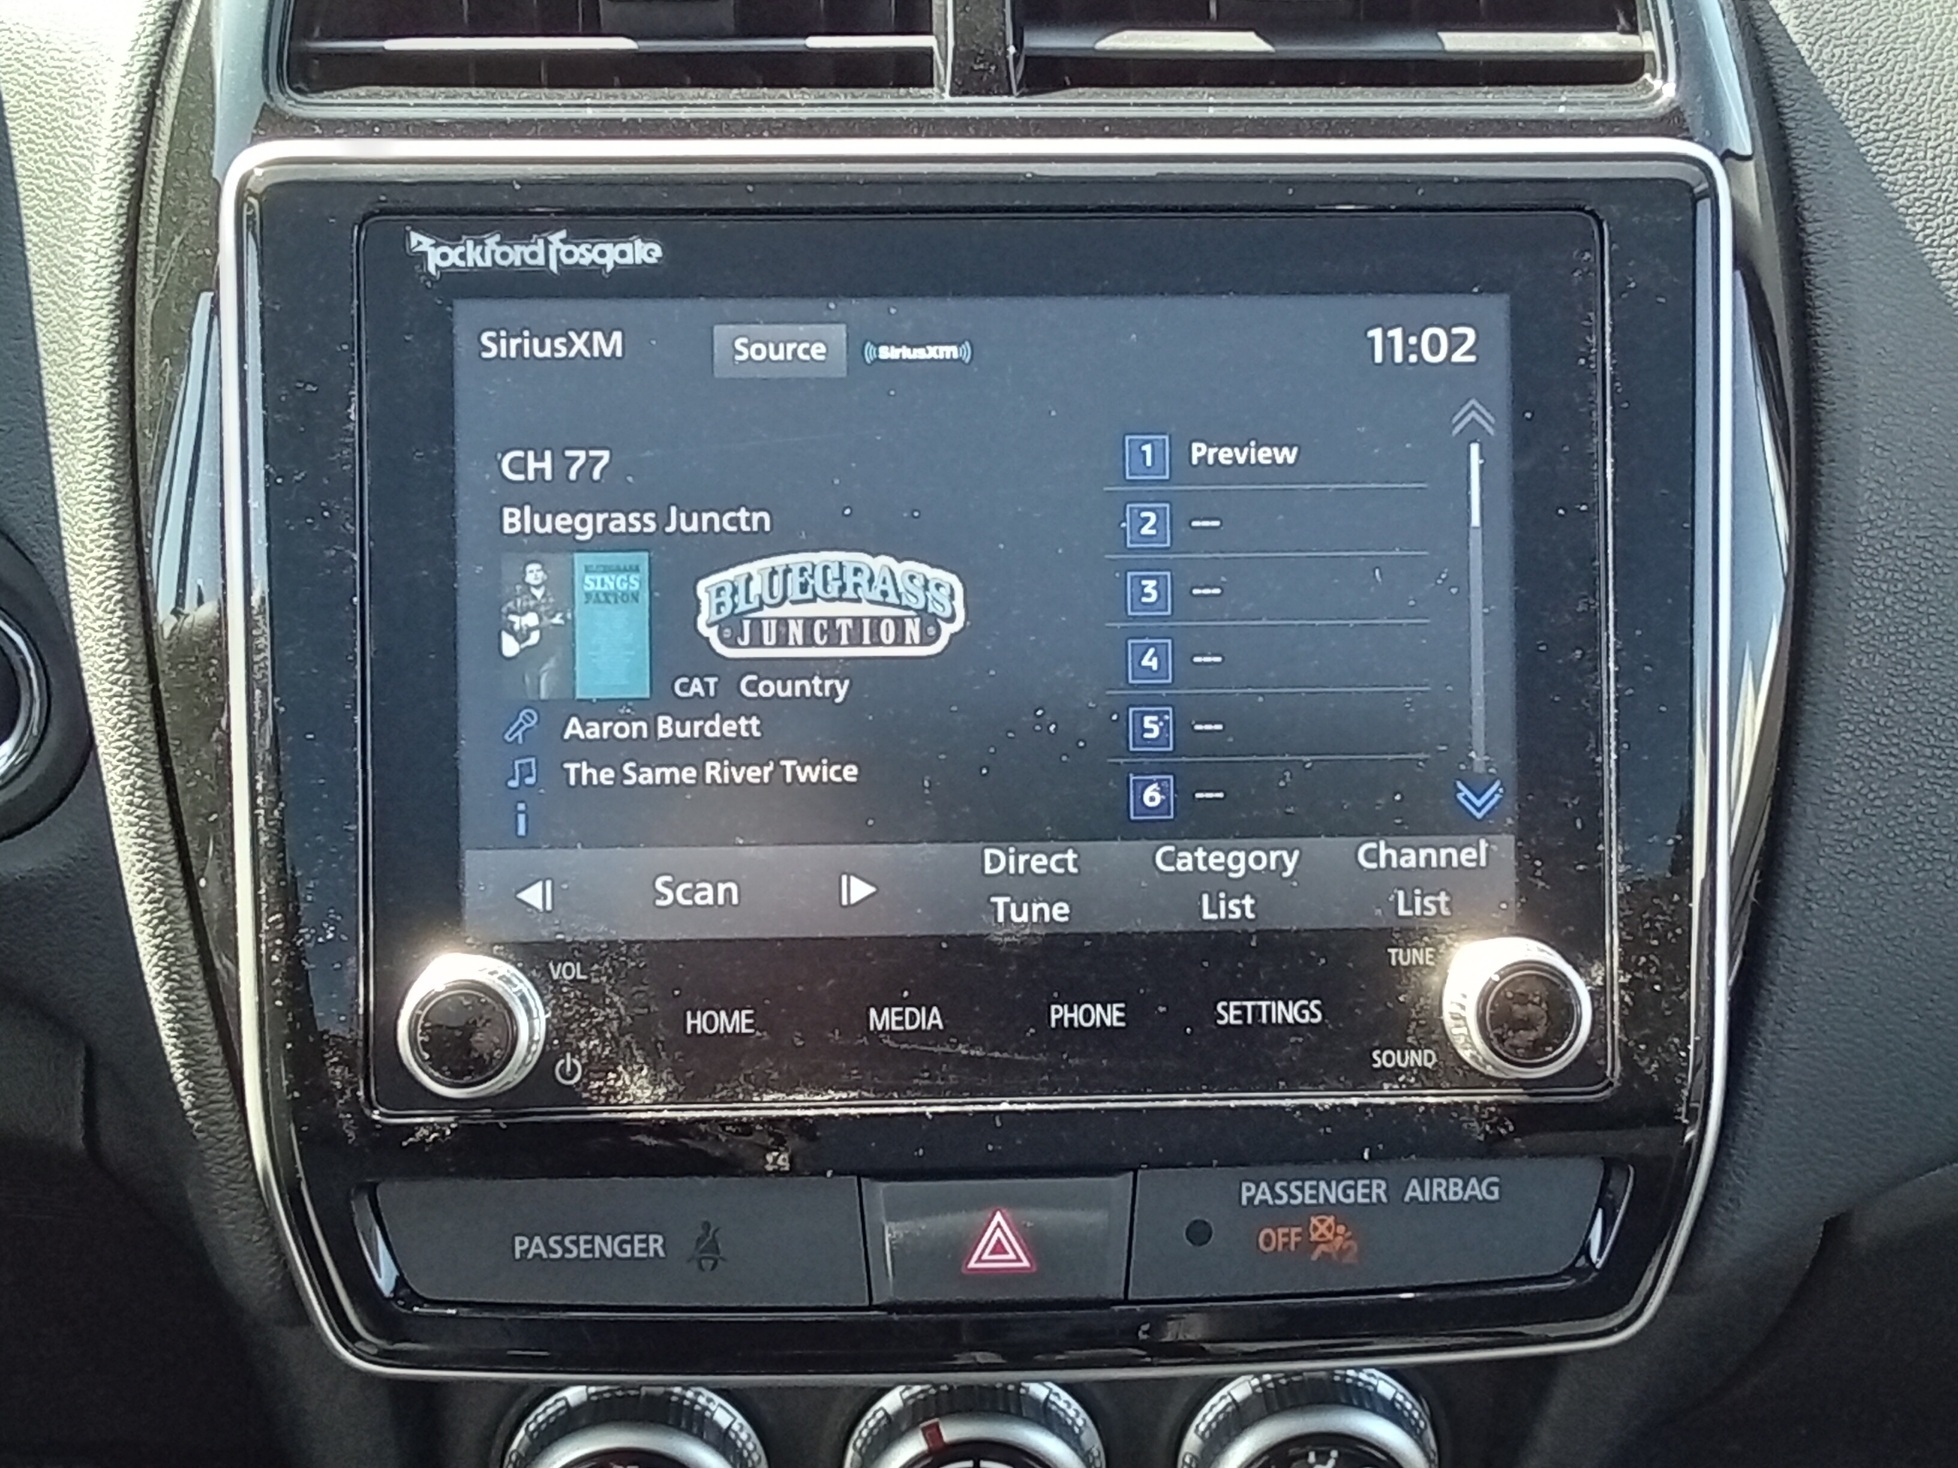 Rockford Fosgate
SiriusXM
Source
((SiriusXM))
11:02
CH 77
Bluegrass Junctn
BLUEGRASS
SINGS
PAXTON
BLUEGRASS
JUNCTION
CAT Country
Aaron Burdett
The Same River Twice
i
1 Preview
2 ---
3 ---
4 ---
5 ---
6 ---
Scan
Direct
Tune
Category
List
Channel
List
VOL
HOME
MEDIA
PHONE
SETTINGS
TUNE
SOUND
PASSENGER
PASSENGER AIRBAG
OFF 2